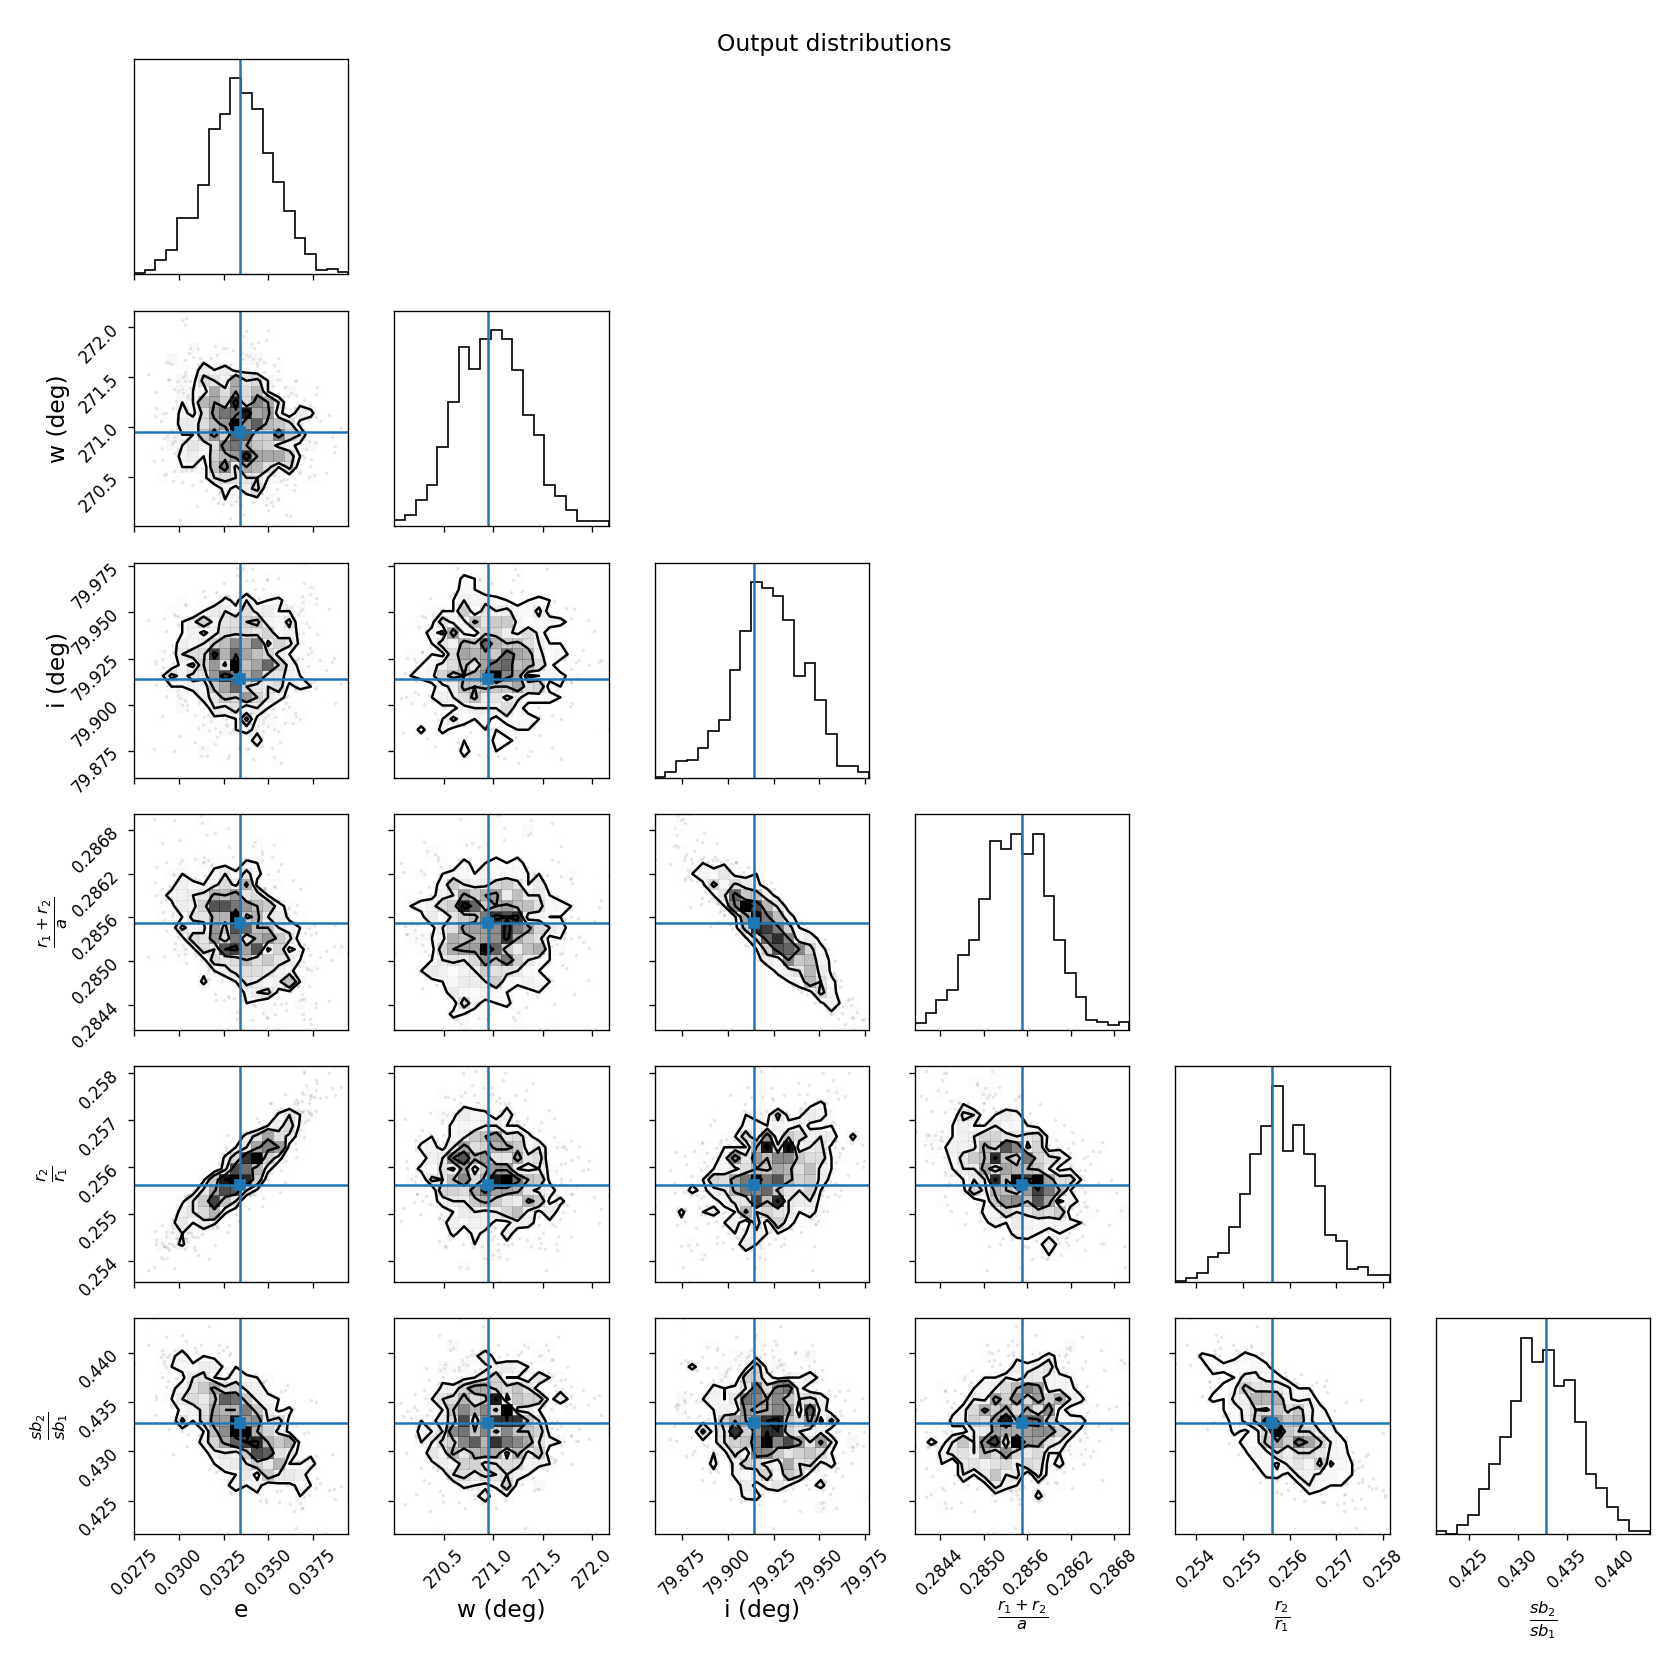 Output distributions
272.0
271.5
271.0
270.5
w (deg)
79.975
79.950
79.925
79.900
79.875
i (deg)
0.2868
0.2862
0.2856
0.2850
0.2844
r₁ + r₂
a
0.258
0.257
0.256
0.255
0.254
r₂
r₁
0.440
0.435
0.430
0.425
sb₂
sb₁
0.0275 0.0300 0.0325 0.0350 0.0375 270.5 271.0 271.5 272.0 79.875 79.900 79.925 79.950 79.975 0.2844 0.2850 0.2856 0.2862 0.2868 0.254 0.255 0.256 0.257 0.258 0.425 0.430 0.435 0.440
e w (deg) i (deg) r₁ + r₂ r₂ sb₂
a r₁ sb₁